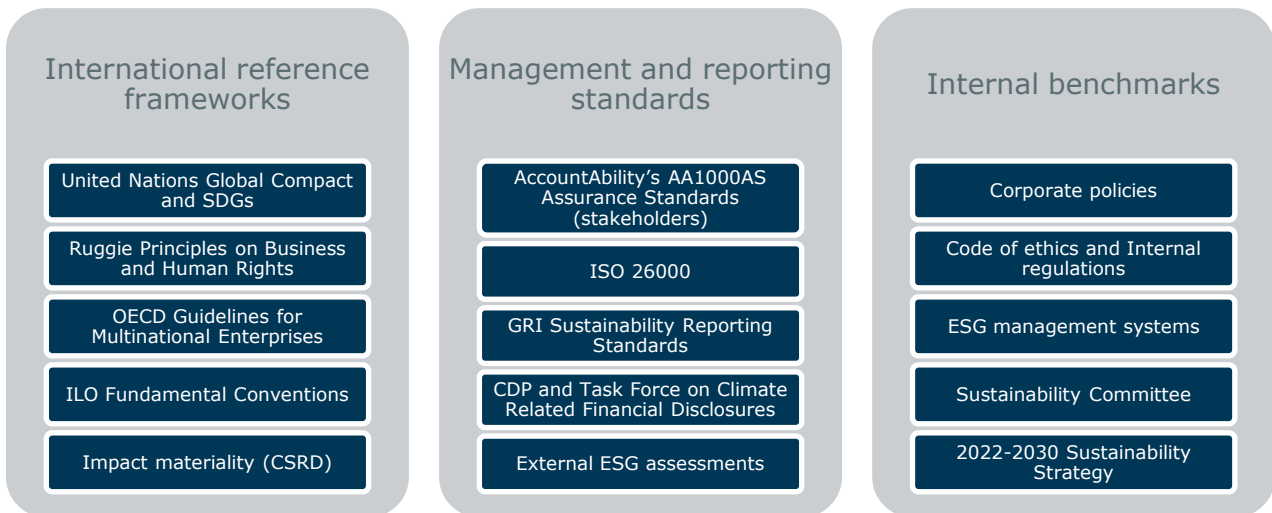 International reference
frameworks
United Nations Global Compact
and SDGs
Ruggie Principles on Business
and Human Rights
OECD Guidelines for
Multinational Enterprises
ILO Fundamental Conventions
Impact materiality (CSRD)
Management and reporting
standards
AccountAbility's AA1000AS
Assurance Standards
(stakeholders)
ISO 26000
GRI Sustainability Reporting
Standards
CDP and Task Force on Climate
Related Financial Disclosures
External ESG assessments
Internal benchmarks
Corporate policies
Code of ethics and Internal
regulations
ESG management systems
Sustainability Committee
2022-2030 Sustainability
Strategy